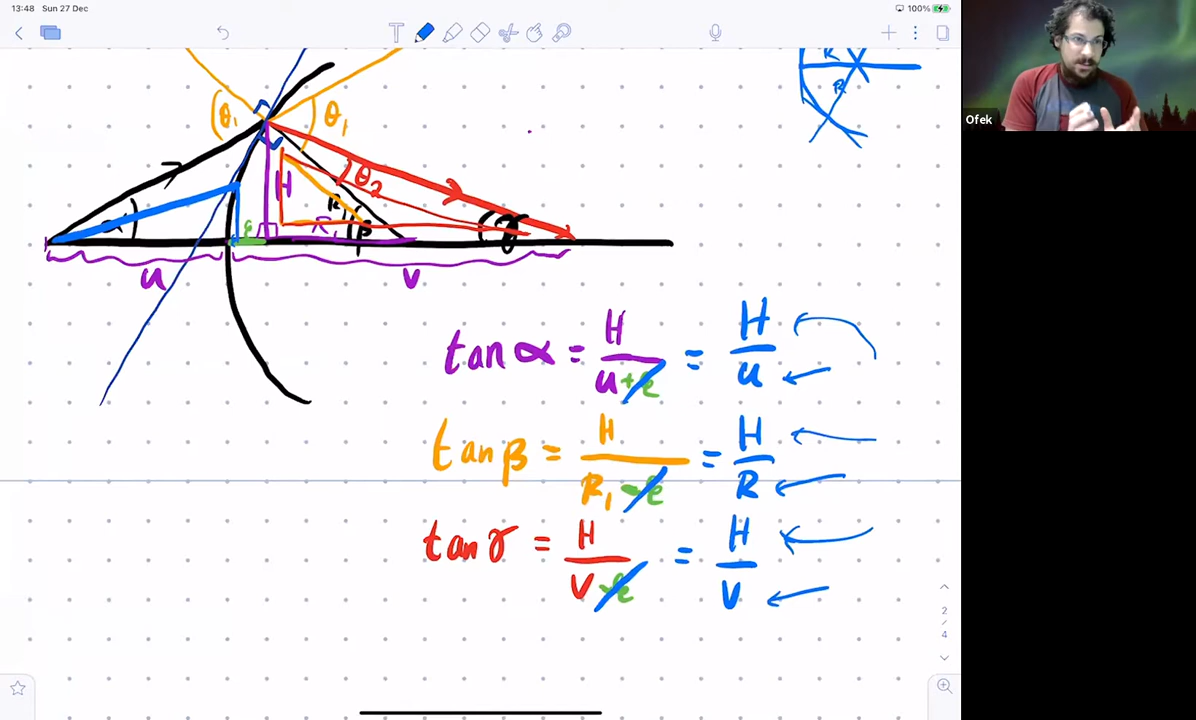 13:48 Sun 27 Dec
100%
T
R
R
Ofek
θ₁
θ₁
H
θ₂
α
ε
R₁
R
β
γ
u
v
tan α = H / u+ε = H / u
tan β = H / R₁-ε = H / R
tan γ = H / v-ε = H / v
2
/
4